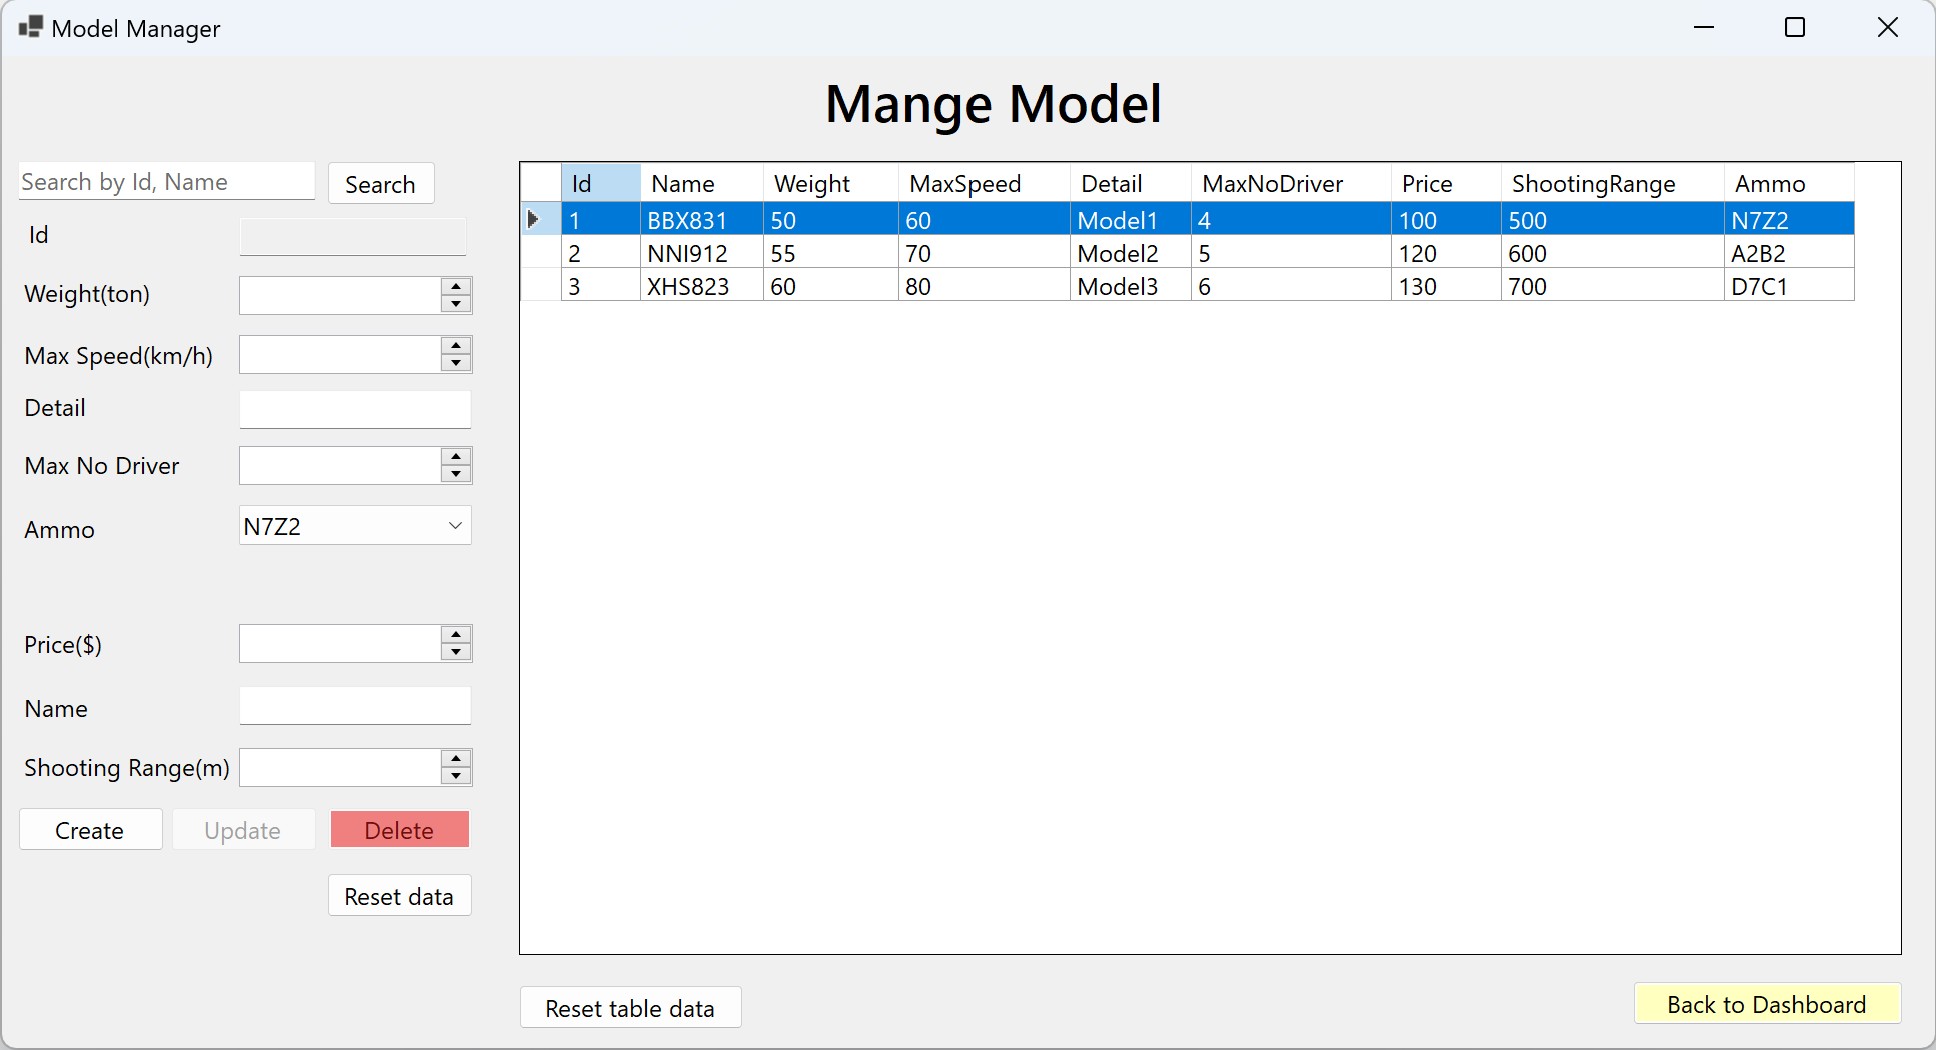 Model Manager
Mange Model
Search by Id, Name
Search
Id
Weight(ton)
Max Speed(km/h)
Detail
Max No Driver
Ammo
N7Z2
Price($)
Name
Shooting Range(m)
Create
Update
Delete
Reset data
Id Name Weight MaxSpeed Detail MaxNoDriver Price ShootingRange Ammo
1 BBX831 50 60 Model1 4 100 500 N7Z2
2 NNI912 55 70 Model2 5 120 600 A2B2
3 XHS823 60 80 Model3 6 130 700 D7C1
Reset table data
Back to Dashboard